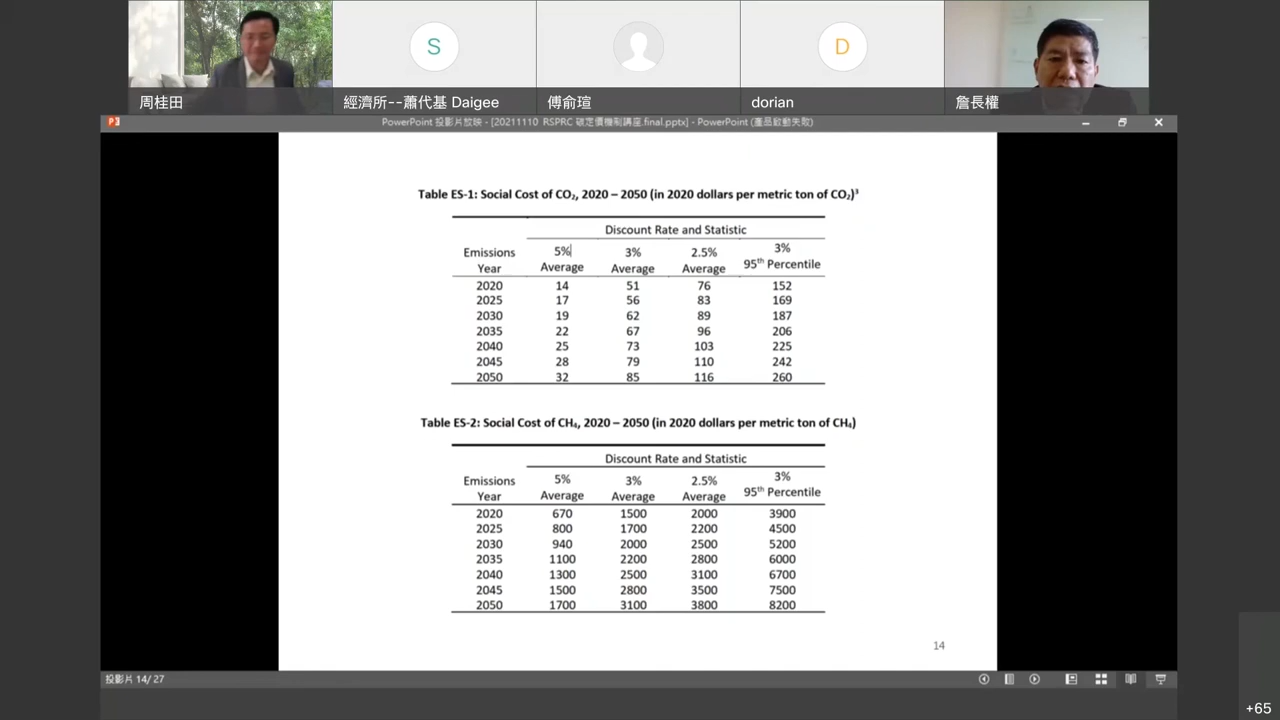 S
D
周桂田
經濟所--蕭代基 Daigee
傅俞瑄
dorian
詹長權
PowerPoint 投影片放映 - [20211110 RSPRC 碳定價機制講座.final.pptx] - PowerPoint (產品啟動失敗)
Table ES-1: Social Cost of CO₂, 2020 – 2050 (in 2020 dollars per metric ton of CO₂)³
Discount Rate and Statistic
Emissions Year 5% Average 3% Average 2.5% Average 3% 95th Percentile
2020 14 51 76 152
2025 17 56 83 169
2030 19 62 89 187
2035 22 67 96 206
2040 25 73 103 225
2045 28 79 110 242
2050 32 85 116 260
Table ES-2: Social Cost of CH₄, 2020 – 2050 (in 2020 dollars per metric ton of CH₄)
Discount Rate and Statistic
Emissions Year 5% Average 3% Average 2.5% Average 3% 95th Percentile
2020 670 1500 2000 3900
2025 800 1700 2200 4500
2030 940 2000 2500 5200
2035 1100 2200 2800 6000
2040 1300 2500 3100 6700
2045 1500 2800 3500 7500
2050 1700 3100 3800 8200
14
投影片 14/ 27
+65